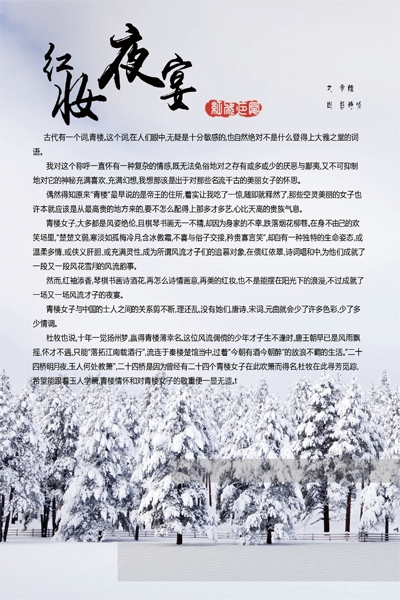 红妆夜宴
古代有一个词,青楼,这个词,在人们眼中,无疑是十分敏感的,也自然绝对不是什么登得上大雅之堂的词
语。
我对这个称呼一直怀有一种复杂的情感,既无法免俗地对之存有或多或少的厌恶与鄙夷,又不可抑制
地对它的神秘充满喜欢,充满幻想,我想那该是出于对那些名流千古的美丽女子的怀思。
偶然得知原来“青楼”最早说的是帝王的住所,着实让我吃了一惊,随即就释然了,那些空灵美丽的女子也
许本就应该是从最高贵的地方来的,要不怎么配得上那多才多艺,心比天高的贵族气息。
青楼女子,大多都是风姿绝伦,且棋琴书画无一不精,却因为身家的不幸,跌落烟花柳巷。在身不由己的欢
笑场里,“楚楚文弱,寒淡如孤梅冷月,含冰傲霜,不喜与俗子交接,矜贵寡言笑”,却自有一种独特的生命姿态,或
温柔多情,或侠义肝胆,或充满灵性,成为所谓风流才子们的追慕对象,在偎红依翠,诗词唱和中,为他们成就了
一段又一段风花雪月的风流韵事。
然而,红袖添香,琴棋书画诗酒花,再怎么诗情画意,再美的红妆,也不是能摆在阳光下的浪漫,不过成就了
一场又一场风流才子的夜宴。
青楼女子与中国的士人之间的关系剪不断,理还乱。没有她们,唐诗,宋词,元曲就会少了许多色彩,少了多
少情调。
杜牧也说,十年一觉扬州梦,赢得青楼薄幸名,这位风流倜傥的少年才子生不逢时,唐王朝早已是风雨飘
摇,怀才不遇,只能“落拓江南载酒行”,流连于秦楼楚馆当中,过着“今朝有酒今朝醉”的放浪不羁的生活。“二十
四桥明月夜,玉人何处教箫”,二十四桥是因为曾经有二十四个青楼女子在此吹箫而得名,杜牧在此寻芳觅踪,
希望能跟着玉人学箫,青楼情怀和对青楼女子的敬重便一显无遗。t